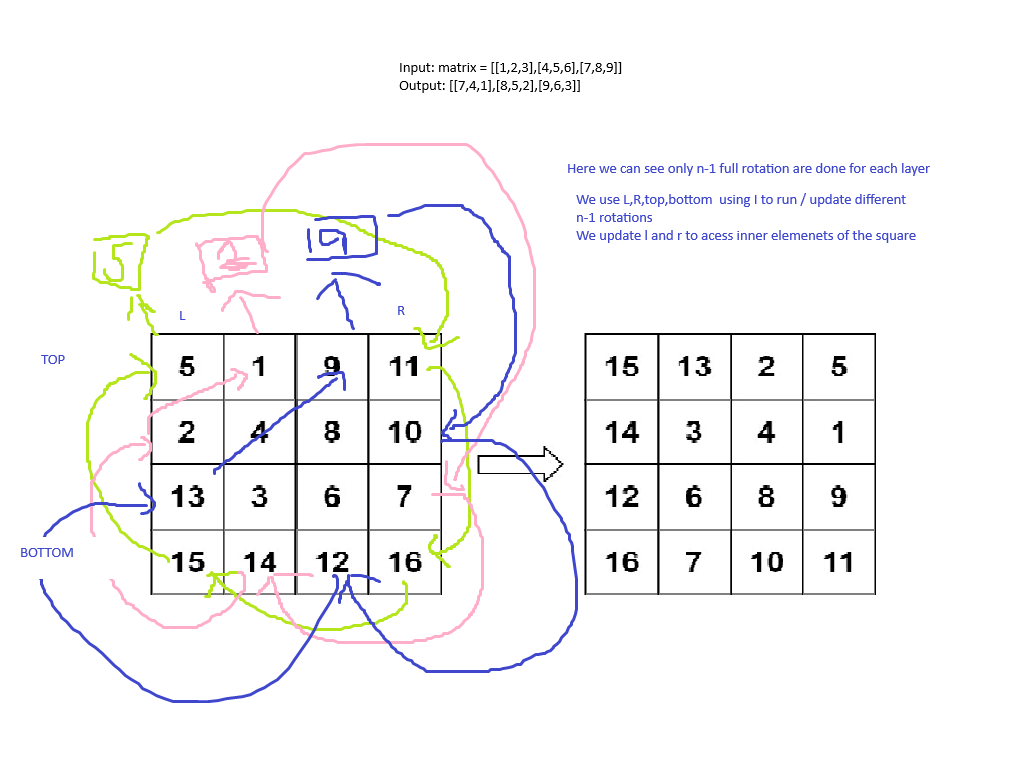 Input: matrix = [[1,2,3],[4,5,6],[7,8,9]]
Output: [[7,4,1],[8,5,2],[9,6,3]]
Here we can see only n-1 full rotation are done for each layer
We use L,R,top,bottom using I to run / update different
n-1 rotations
We update l and r to acess inner elemenets of the square
5
L
R
TOP
5 1 9 11
2 4 8 10
13 3 6 7
15 14 12 16
BOTTOM
15 13 2 5
14 3 4 1
12 6 8 9
16 7 10 11